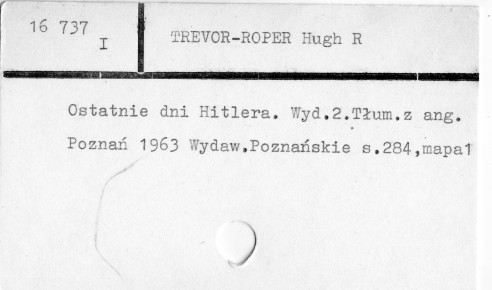 16 737
I
TREVOR-ROPER Hugh R
Ostatnie dni Hitlera. Wyd.2.Tłum.z ang.
Poznań 1963 Wydaw.Poznańskie s.284,mapa1